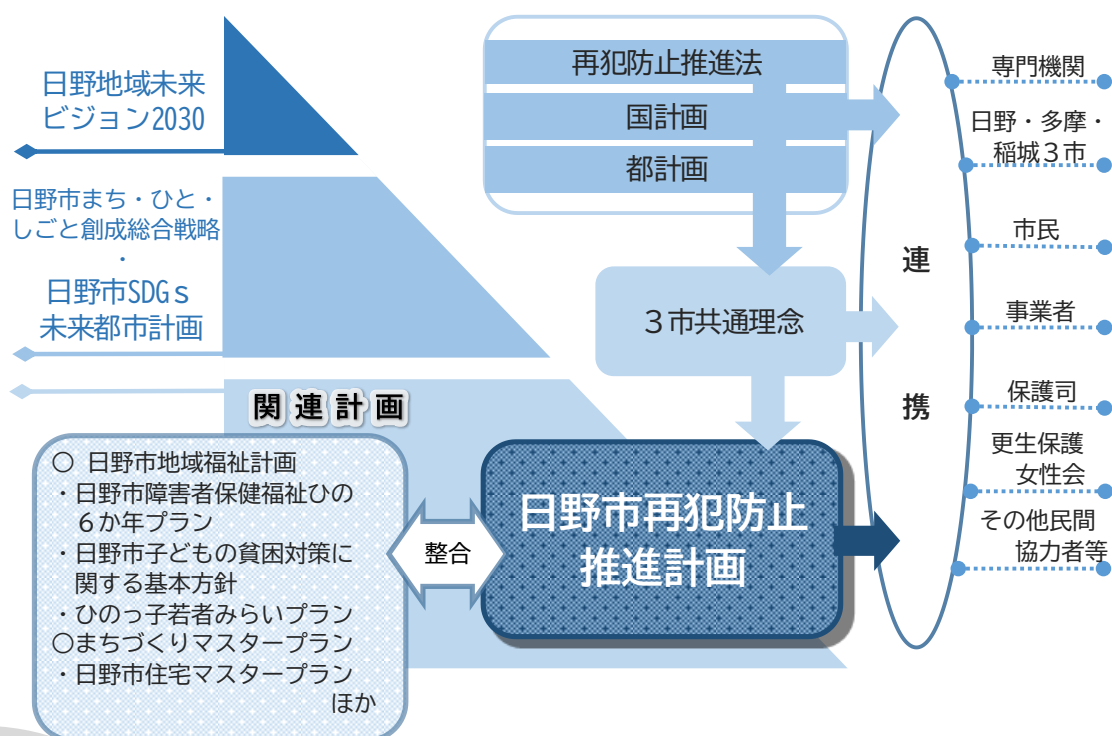 日野地域未来
ビジョン2030
日野市まち・ひと・
しごと創成総合戦略
・
日野市SDGｓ
未来都市計画
再犯防止推進法
国計画
都計画
３市共通理念
関連計画
○ 日野市地域福祉計画
・日野市障害者保健福祉ひの
６か年プラン
・日野市子どもの貧困対策に
関する基本方針
・ひのっ子若者みらいプラン
○まちづくりマスタープラン
・日野市住宅マスタープラン
ほか
整合
日野市再犯防止
推進計画
連
携
専門機関
日野・多摩・
稲城３市
市民
事業者
保護司
更生保護
女性会
その他民間
協力者等